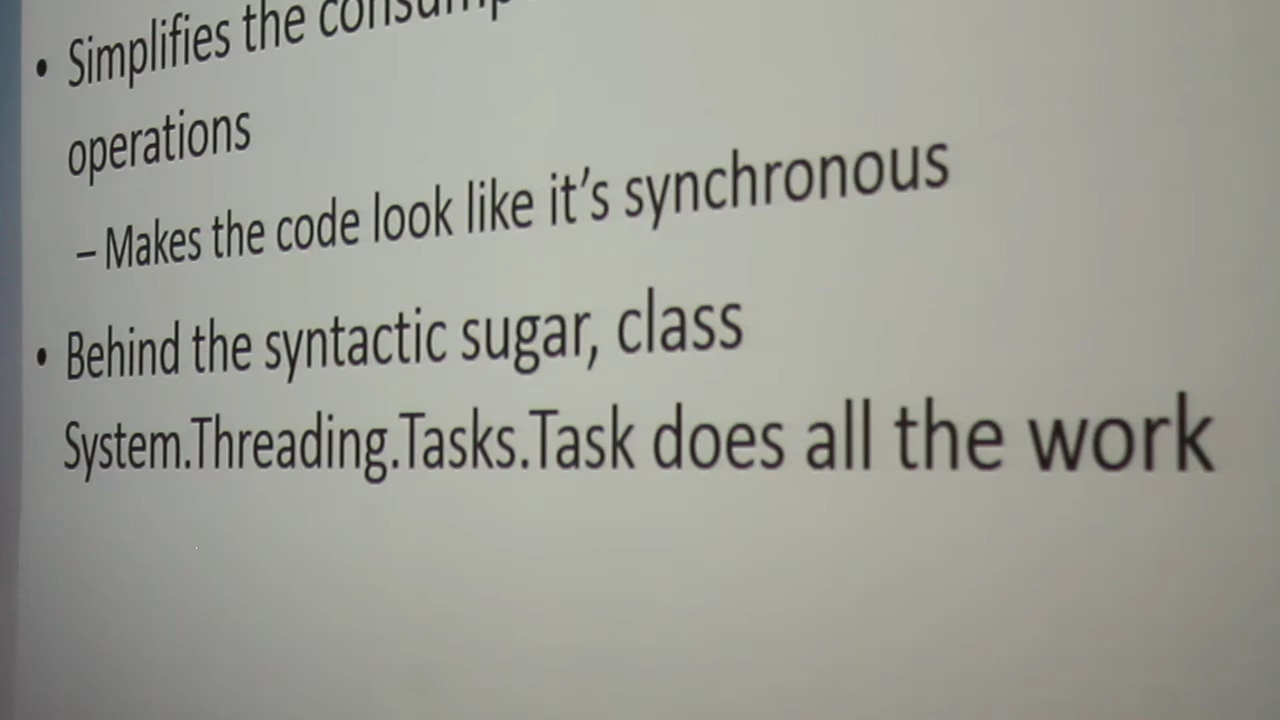 • Simplifies the
operations
– Makes the code look like it's synchronous
• Behind the syntactic sugar, class
System.Threading.Tasks.Task does all the work